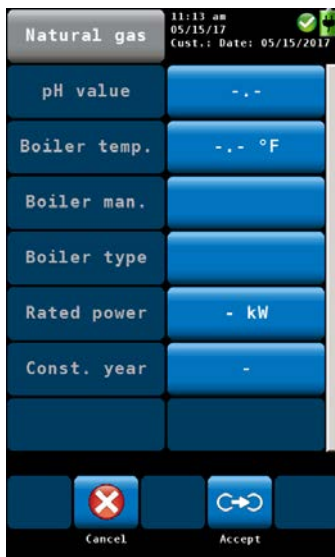 Natural gas
11:13 am
05/15/17
Cust.: Date: 05/15/2017
pH value -.-
Boiler temp. -.- °F
Boiler man.
Boiler type
Rated power - kW
Const. year -
Cancel Accept